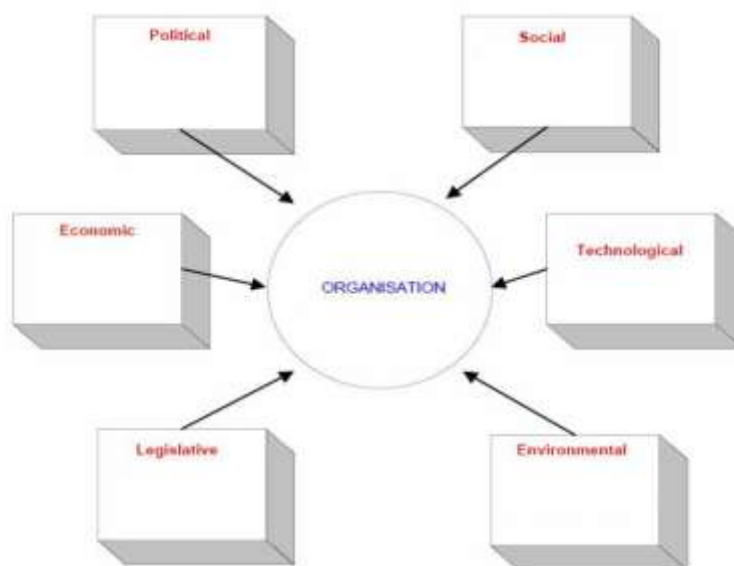 Political
Social
Economic
Technological
ORGANISATION
Legislative
Environmental